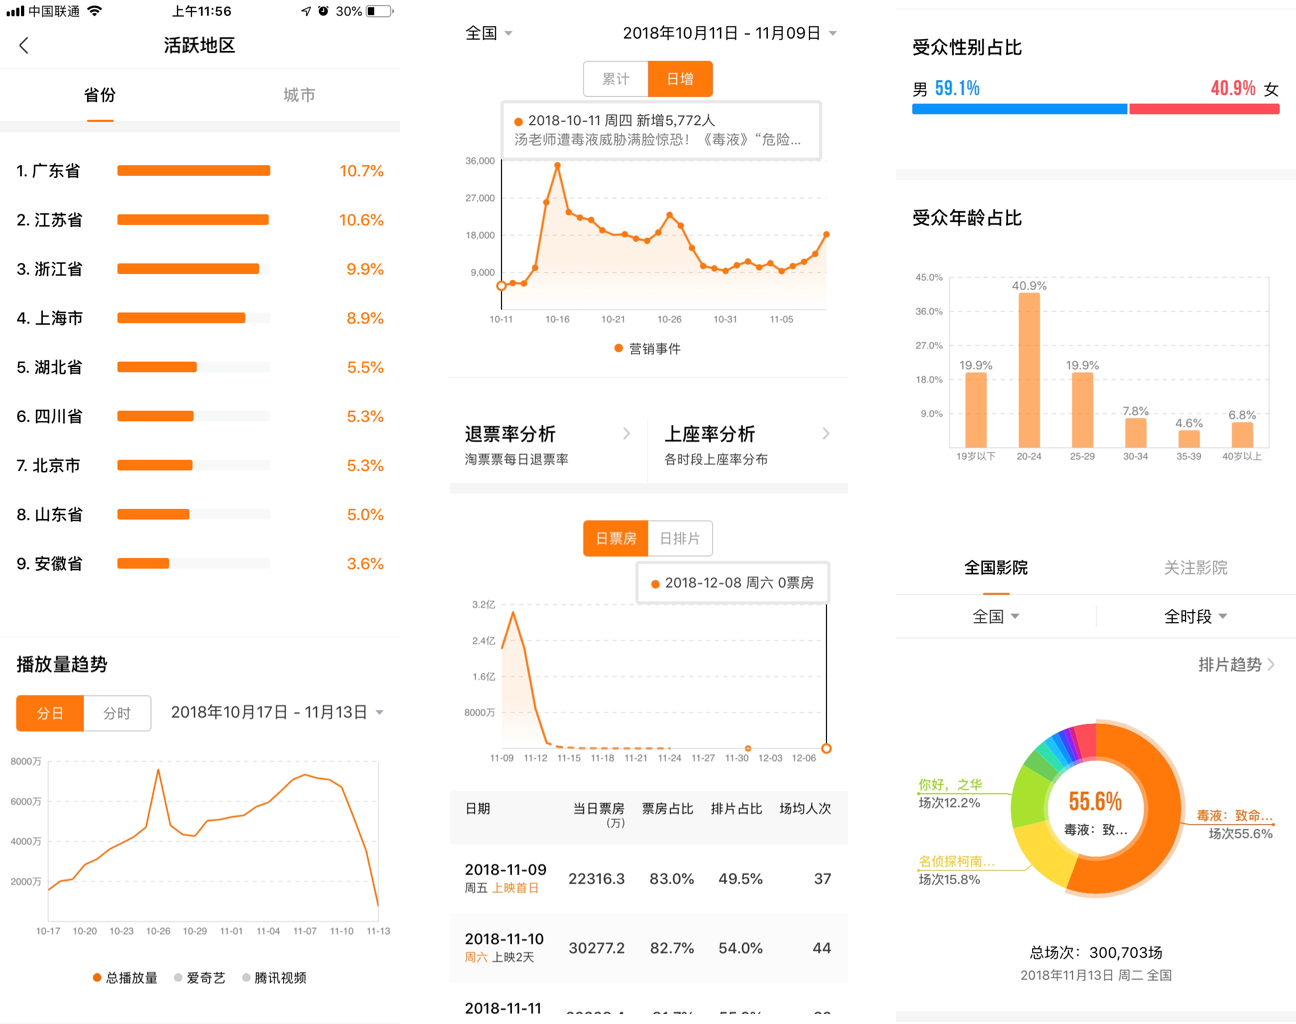 中国联通
上午11:56
30%
活跃地区
省份
城市
1. 广东省
10.7%
2. 江苏省
10.6%
3. 浙江省
9.9%
4. 上海市
8.9%
5. 湖北省
5.5%
6. 四川省
5.3%
7. 北京市
5.3%
8. 山东省
5.0%
9. 安徽省
3.6%
播放量趋势
分日
分时
2018年10月17日 - 11月13日
8000万
6000万
4000万
2000万
10-17 10-20 10-23 10-26 10-29 11-01 11-04 11-07 11-10 11-13
总播放量 爱奇艺 腾讯视频
全国
2018年10月11日 - 11月09日
累计
日增
2018-10-11 周四 新增5,772人
汤老师遭毒液威胁满脸惊恐！《毒液》“危险...
36,000
27,000
18,000
9,000
10-11 10-16 10-21 10-26 10-31 11-05
营销事件
退票率分析
淘票票每日退票率
上座率分析
各时段上座率分布
日票房
日排片
2018-12-08 周六 0票房
3.2亿
2.4亿
1.6亿
8000万
11-09 11-12 11-15 11-18 11-21 11-24 11-27 11-30 12-03 12-06
日期 当日票房 票房占比 排片占比 场均人次
(万)
2018-11-09 22316.3 83.0% 49.5% 37
周五 上映首日
2018-11-10 30277.2 82.7% 54.0% 44
周六 上映2天
2018-11-11
受众性别占比
男 59.1%
40.9% 女
受众年龄占比
45.0%
36.0%
27.0%
18.0%
9.0%
19.9%
40.9%
19.9%
7.8%
4.6%
6.8%
19岁以下 20-24 25-29 30-34 35-39 40岁以上
全国影院
关注影院
全国
全时段
排片趋势
你好，之华
场次12.2%
名侦探柯南...
场次15.8%
55.6%
毒液：致...
毒液：致命...
场次55.6%
总场次：300,703场
2018年11月13日 周二 全国